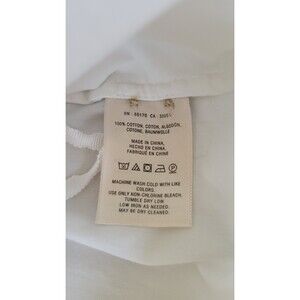 100% COTTON, COTON, ALGODON,
COTONE, BAUMWOLLE
MADE IN CHINA,
HECHO EN CHINA,
FABRIQUÉ EN CHINE
MACHINE WASH COLD WITH LIKE
COLORS.
USE ONLY NON-CHLORINE BLEACH.
TUMBLE DRY LOW
LOW IRON AS NEEDED.
MAY BE DRY CLEANED.